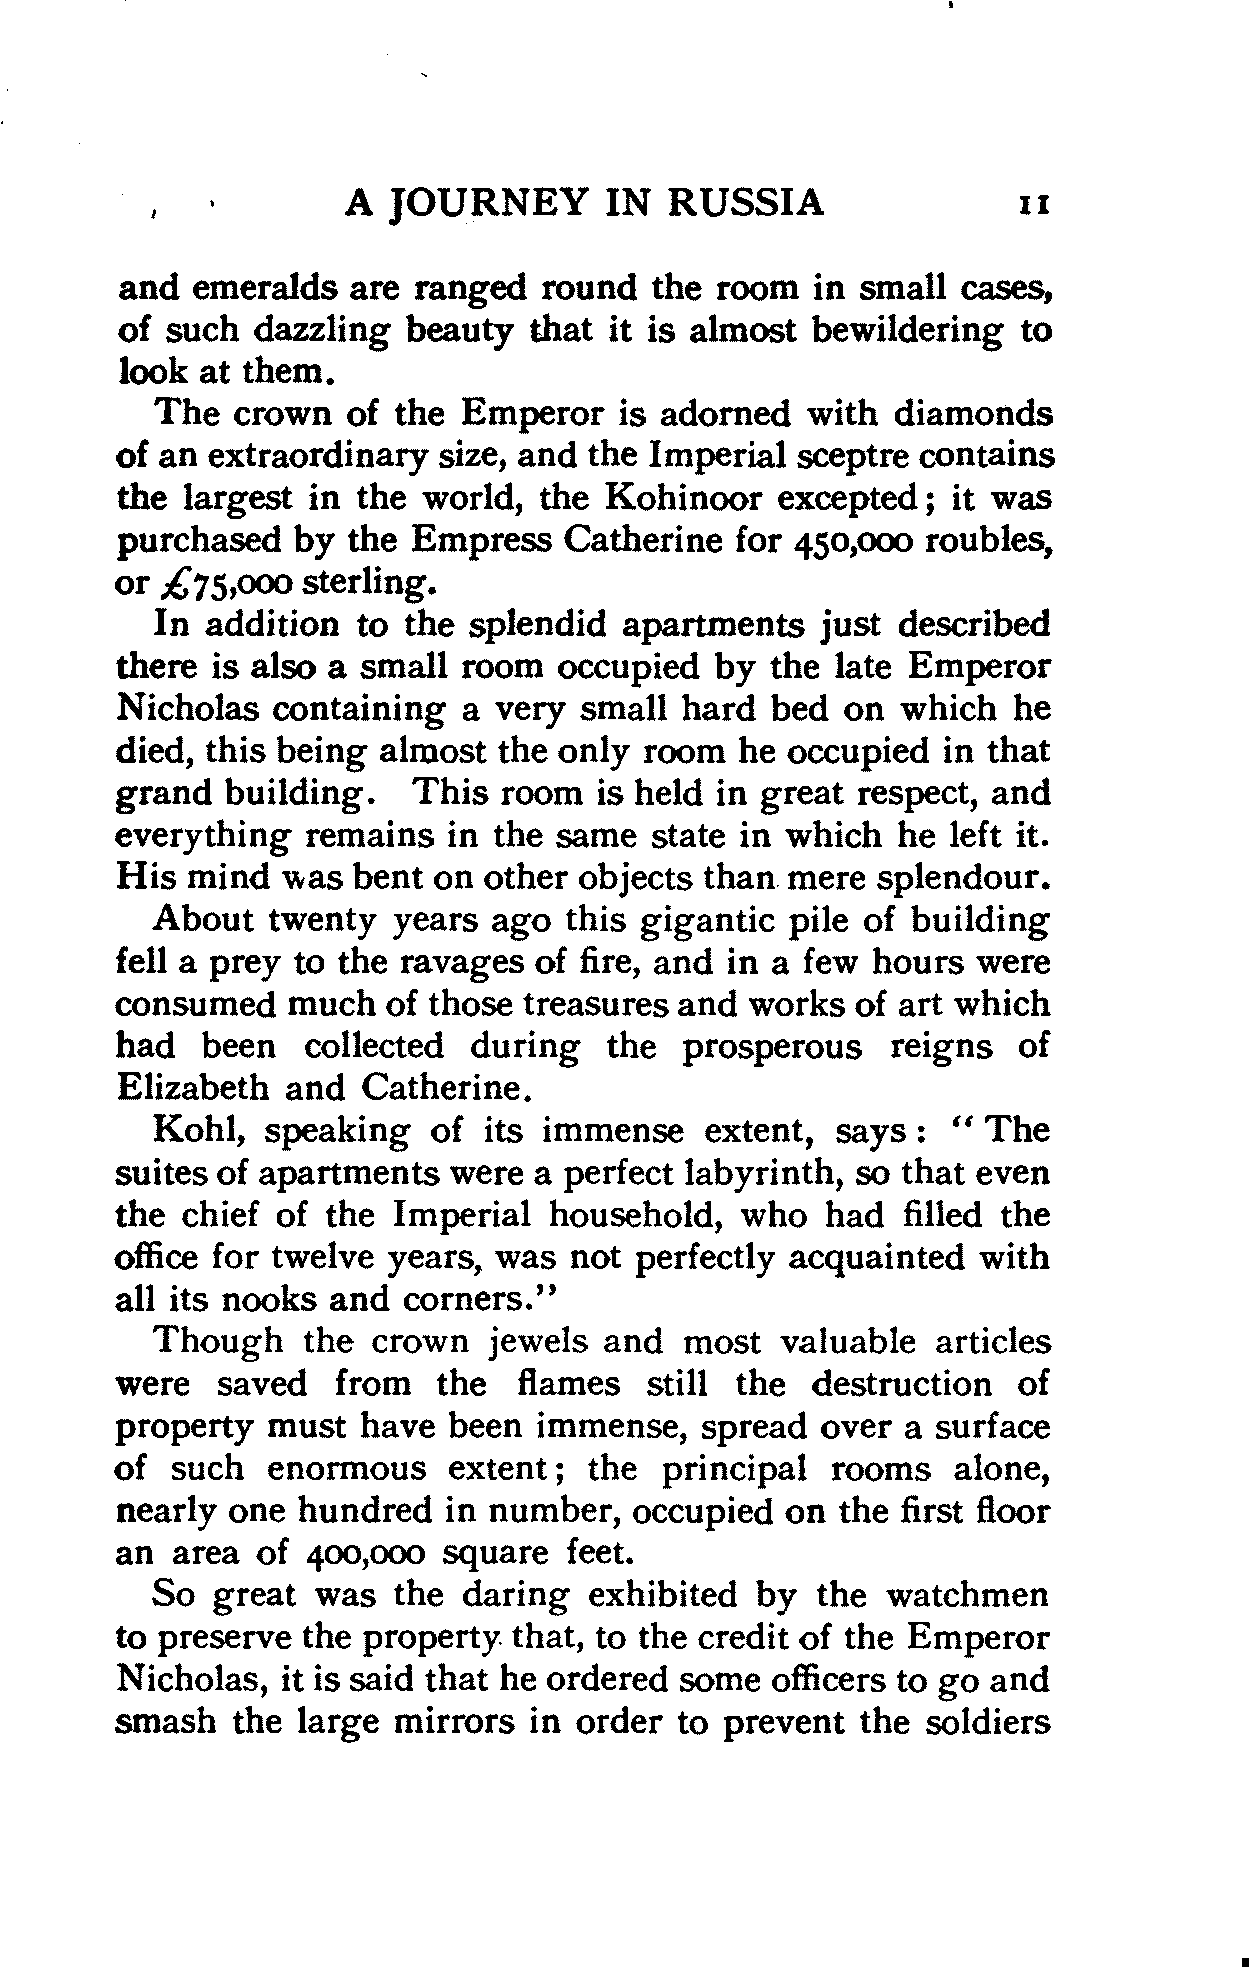 A JOURNEY IN RUSSIA 11
and emeralds are ranged round the room in small cases,
of such dazzling beauty that it is almost bewildering to
look at them.
The crown of the Emperor is adorned with diamonds
of an extraordinary size, and the Imperial sceptre contains
the largest in the world, the Kohinoor excepted; it was
purchased by the Empress Catherine for 450,000 roubles,
or £75,000 sterling.
In addition to the splendid apartments just described
there is also a small room occupied by the late Emperor
Nicholas containing a very small hard bed on which he
died, this being almost the only room he occupied in that
grand building. This room is held in great respect, and
everything remains in the same state in which he left it.
His mind was bent on other objects than mere splendour.
About twenty years ago this gigantic pile of building
fell a prey to the ravages of fire, and in a few hours were
consumed much of those treasures and works of art which
had been collected during the prosperous reigns of
Elizabeth and Catherine.
Kohl, speaking of its immense extent, says: “The
suites of apartments were a perfect labyrinth, so that even
the chief of the Imperial household, who had filled the
office for twelve years, was not perfectly acquainted with
all its nooks and corners.”
Though the crown jewels and most valuable articles
were saved from the flames still the destruction of
property must have been immense, spread over a surface
of such enormous extent; the principal rooms alone,
nearly one hundred in number, occupied on the first floor
an area of 400,000 square feet.
So great was the daring exhibited by the watchmen
to preserve the property that, to the credit of the Emperor
Nicholas, it is said that he ordered some officers to go and
smash the large mirrors in order to prevent the soldiers